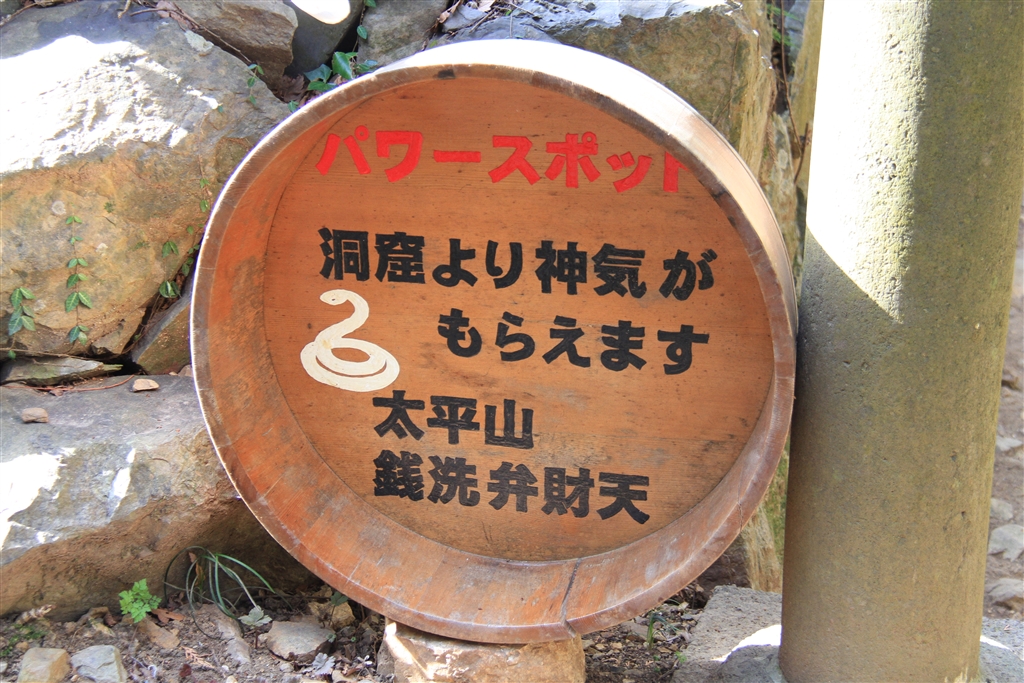 パワースポット
洞窟より神気が
もらえます
太平山
銭洗弁財天